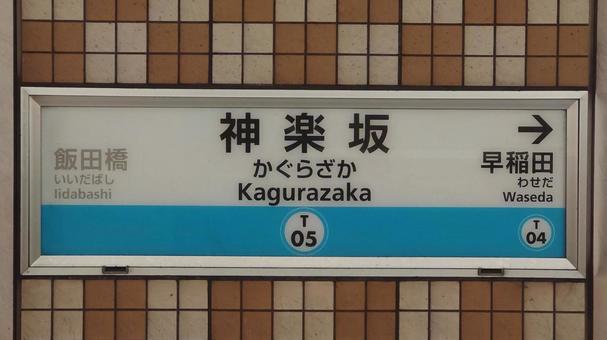 神楽坂
かぐらざか
Kagurazaka
T
05
飯田橋
いいだばし
Iidabashi
→
早稲田
わせだ
Waseda
T
04